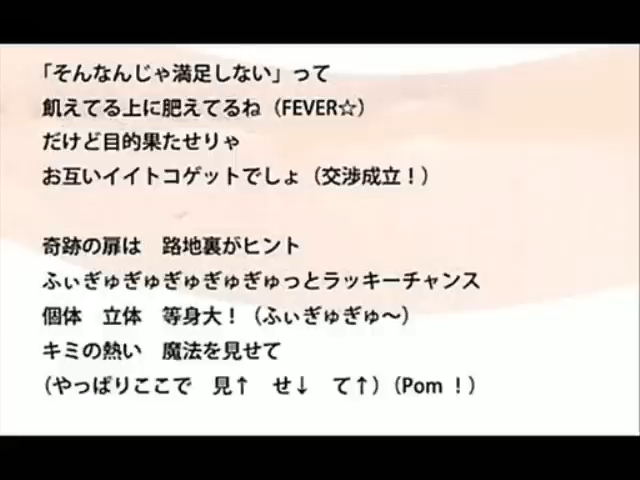 「そんなんじゃ満足しない」って
飢えてる上に肥えてるね（FEVER☆）
だけど目的果たせりゃ
お互いイイトコゲットでしょ（交渉成立！）
奇跡の扉は　路地裏がヒント
ふぃぎゅぎゅぎゅぎゅぎゅっとラッキーチャンス
個体　立体　等身大！（ふぃぎゅぎゅ～）
キミの熱い　魔法を見せて
（やっぱりここで　見↑　せ↓　て↑）（Pom ！）